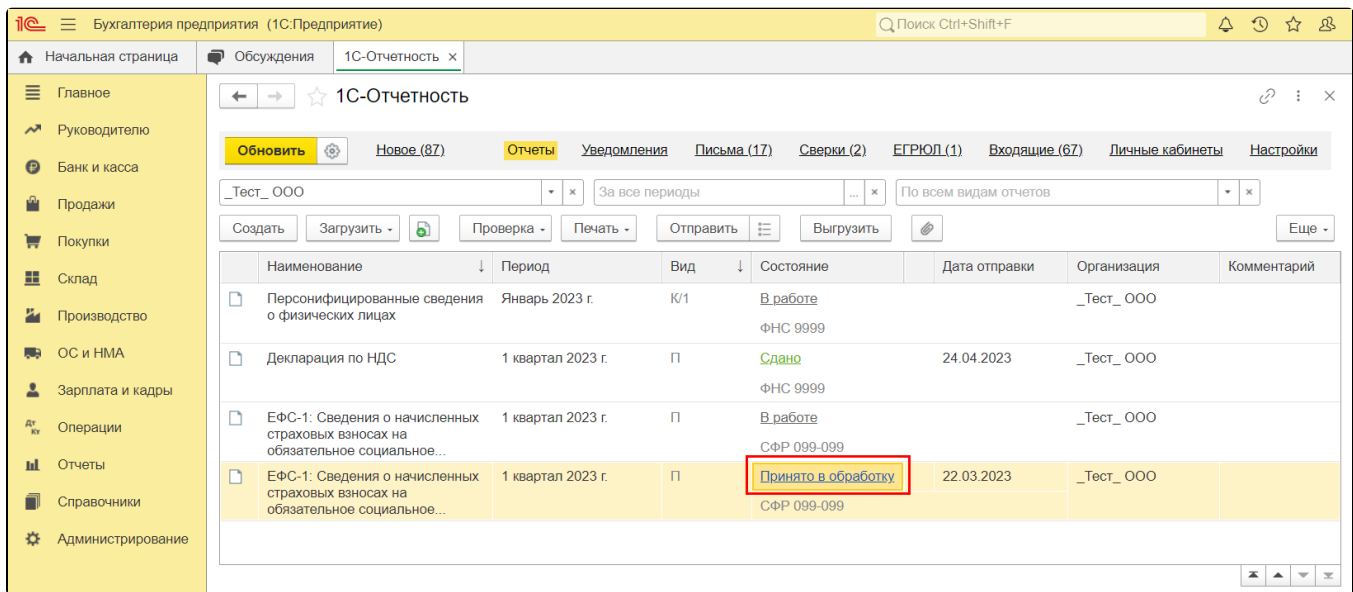 1С Бухгалтерия предприятия (1С:Предприятие) Поиск Ctrl+Shift+F
Начальная страница Обсуждения 1С-Отчетность ×
Главное
Руководителю
Банк и касса
Продажи
Покупки
Склад
Производство
ОС и НМА
Зарплата и кадры
Дт Кт Операции
Отчеты
Справочники
Администрирование
1С-Отчетность
Обновить Новое (87) Отчеты Уведомления Письма (17) Сверки (2) ЕГРЮЛ (1) Входящие (67) Личные кабинеты Настройки
_Тест_ ООО За все периоды ... По всем видам отчетов
Создать Загрузить Проверка Печать Отправить Выгрузить Еще
Наименование ↓ Период Вид ↓ Состояние Дата отправки Организация Комментарий
Персонифицированные сведения Январь 2023 г. К/1 В работе _Тест_ ООО
о физических лицах
ФНС 9999
Декларация по НДС 1 квартал 2023 г. П Сдано 24.04.2023 _Тест_ ООО
ФНС 9999
ЕФС-1: Сведения о начисленных 1 квартал 2023 г. П В работе _Тест_ ООО
страховых взносах на
обязательное социальное... СФР 099-099
ЕФС-1: Сведения о начисленных 1 квартал 2023 г. П Принято в обработку 22.03.2023 _Тест_ ООО
страховых взносах на
обязательное социальное... СФР 099-099